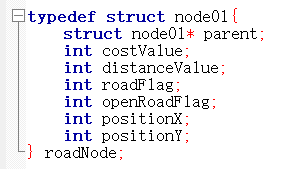 typedef struct node01{
struct node01* parent;
int costValue;
int distanceValue;
int roadFlag;
int openRoadFlag;
int positionX;
int positionY;
} roadNode;